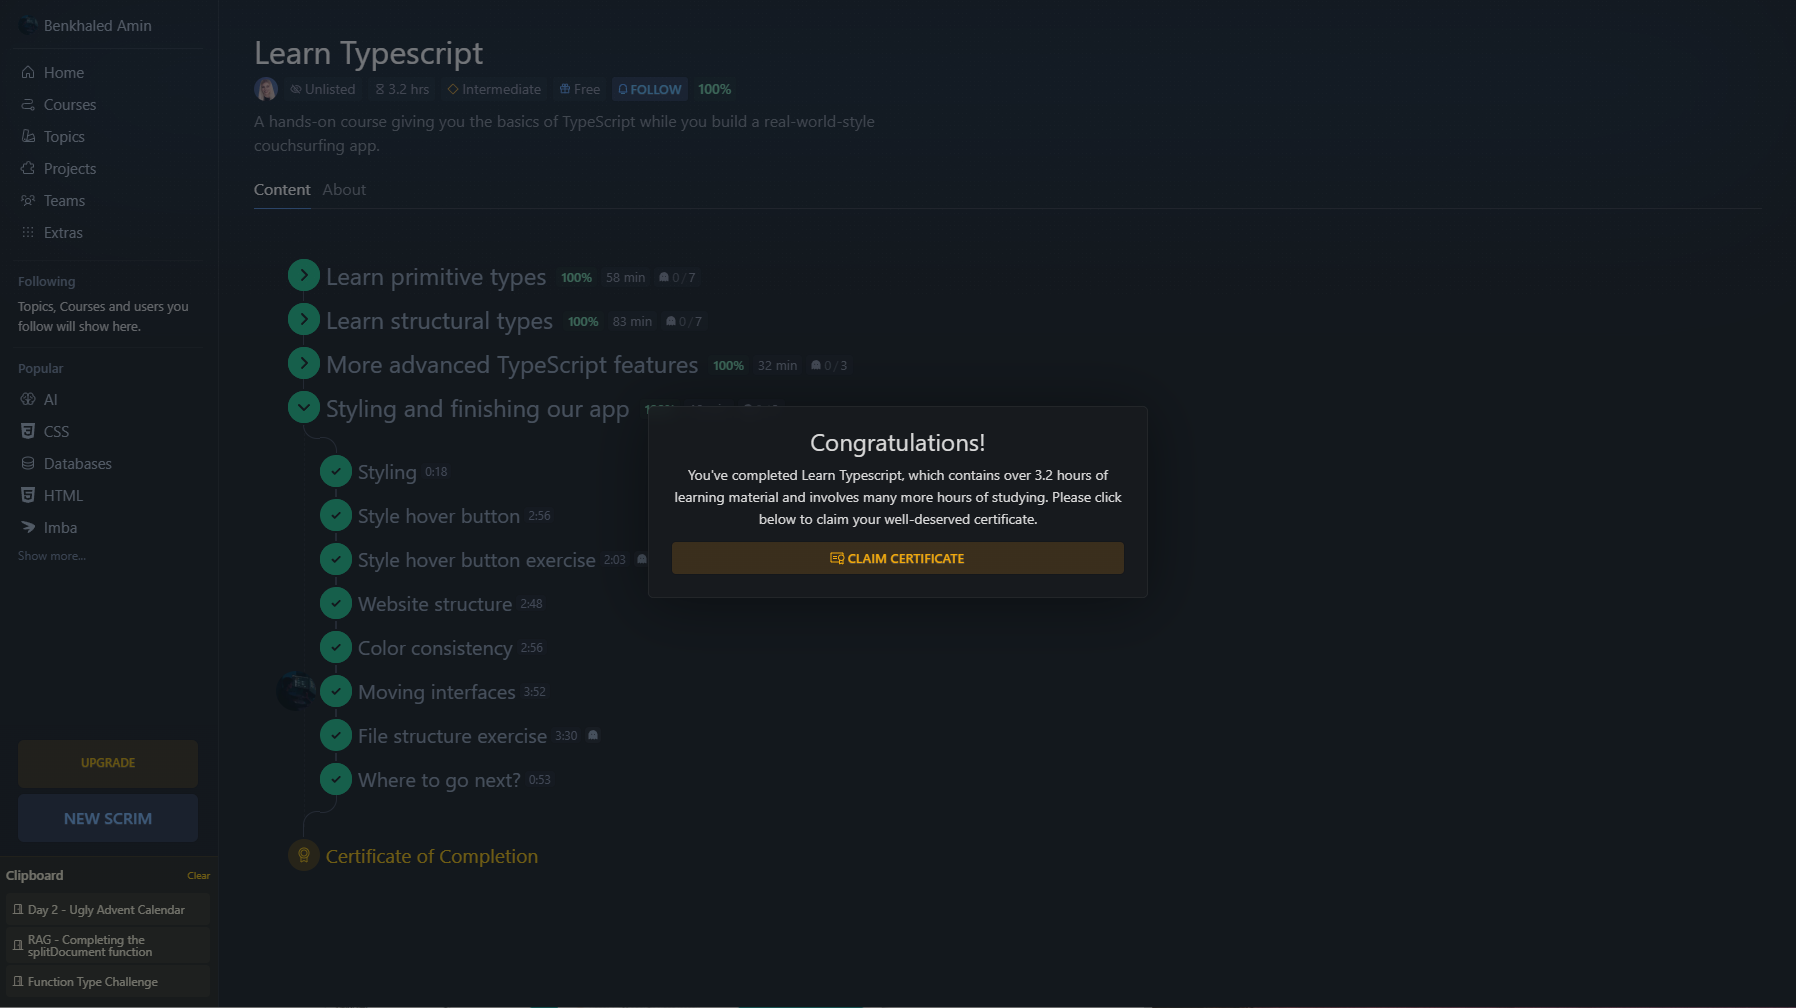 Benkhaled Amin
Home
Courses
Topics
Projects
Teams
Extras
Following
Topics, Courses and users you
follow will show here.
Popular
AI
CSS
Databases
HTML
Imba
Show more...
UPGRADE
NEW SCRIM
Clipboard Clear
Day 2 - Ugly Advent Calendar
RAG - Completing the
splitDocument function
Function Type Challenge
Learn Typescript
Unlisted 3.2 hrs Intermediate Free FOLLOW 100%
A hands-on course giving you the basics of TypeScript while you build a real-world-style
couchsurfing app.
Content About
Learn primitive types 100% 58 min 0/7
Learn structural types 100% 83 min 0/7
More advanced TypeScript features 100% 32 min 0/3
Styling and finishing our app
Styling 0:18
Style hover button 2:56
Style hover button exercise 2:03
Website structure 2:48
Color consistency 2:56
Moving interfaces 3:52
File structure exercise 3:30
Where to go next? 0:53
Certificate of Completion
Congratulations!
You've completed Learn Typescript, which contains over 3.2 hours of
learning material and involves many more hours of studying. Please click
below to claim your well-deserved certificate.
CLAIM CERTIFICATE